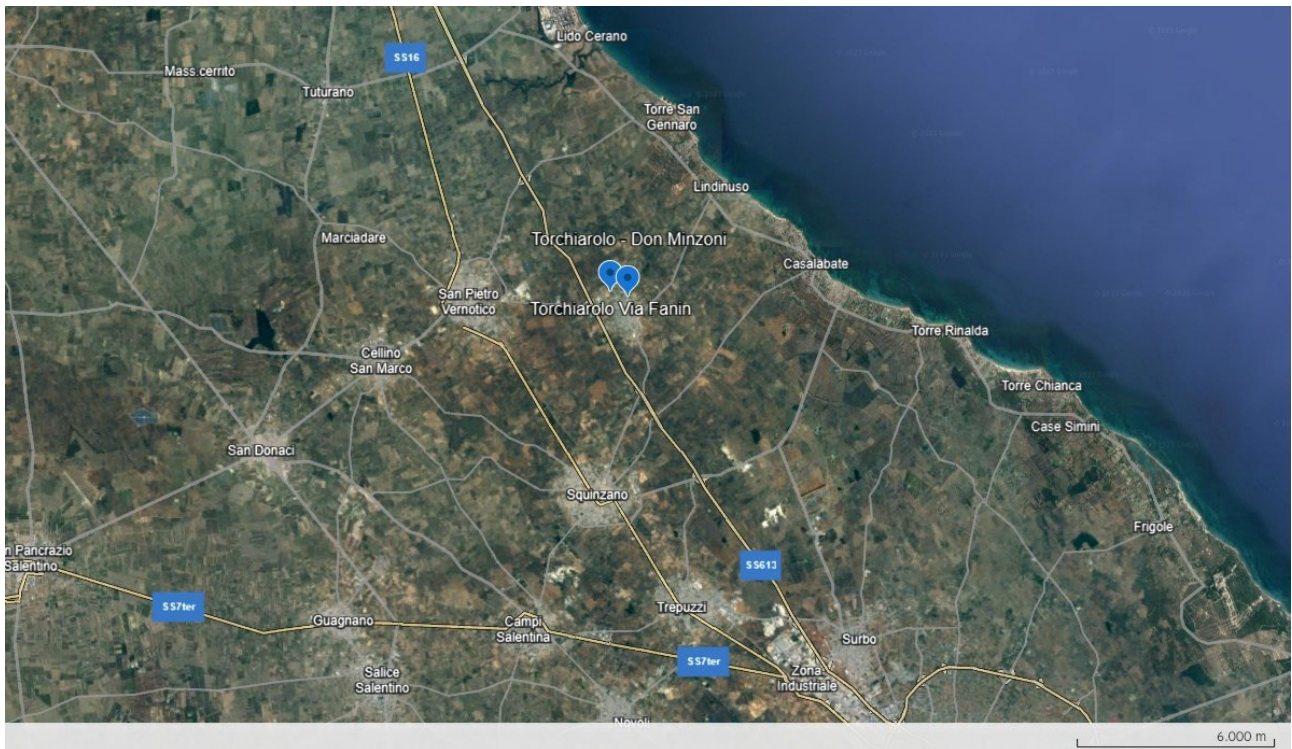 Lido Cerano
SS16
Mass.cerrito
Tuturano
Torre San
Gennaro
Lindinuso
Marciadare
Torchiarolo - Don Minzoni
Casalabate
San Pietro
Vernotico
Torchiarolo Via Fanin
Torre Rinalda
Cellino
San Marco
Torre Chianca
Case Simini
San Donaci
Squinzano
Frigole
n Pancrazio
Salentino
SS613
SS7ter
Trepuzzi
Guagnano
Campi
Salentina
Surbo
SS7ter
Salice
Salentino
Zona
Industriale
Novoli
6.000 m